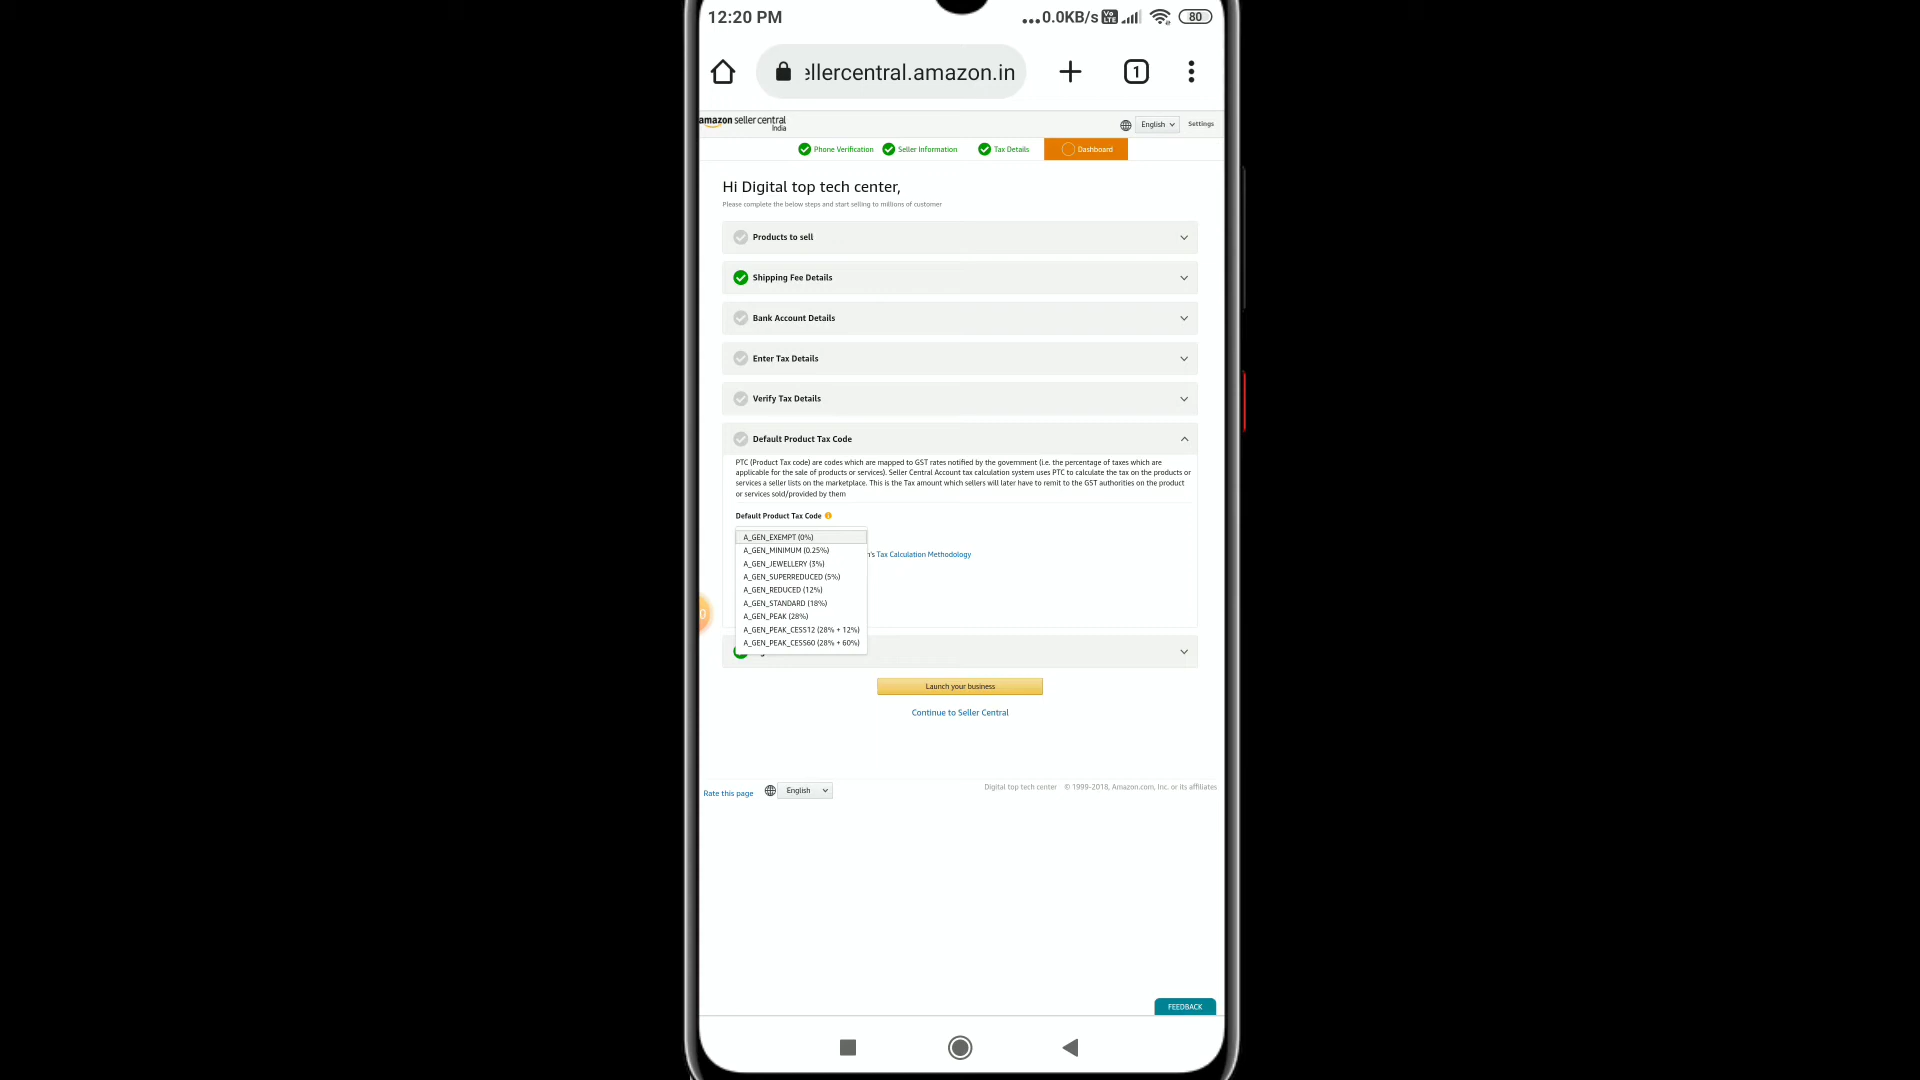 12:20 PM
...0.0KB/s Vo LTE 80
ellercentral.amazon.in
1
amazon seller central
India
English
Settings
Phone Verification
Seller Information
Tax Details
Dashboard
Hi Digital top tech center,
Please complete the below steps and start selling to millions of customer
Products to sell
Shipping Fee Details
Bank Account Details
Enter Tax Details
Verify Tax Details
Default Product Tax Code
PTC (Product Tax code) are codes which are mapped to GST rates notified by the government (i.e. the percentage of taxes which are
applicable for the sale of products or services). Seller Central Account tax calculation system uses PTC to calculate the tax on the products or
services a seller lists on the marketplace. This is the Tax amount which sellers will later have to remit to the GST authorities on the product
or services sold/provided by them
Default Product Tax Code
A_GEN_EXEMPT (0%)
A_GEN_MINIMUM (0.25%)
's Tax Calculation Methodology
A_GEN_JEWELLERY (3%)
A_GEN_SUPERREDUCED (5%)
A_GEN_REDUCED (12%)
A_GEN_STANDARD (18%)
A_GEN_PEAK (28%)
A_GEN_PEAK_CESS12 (28% + 12%)
A_GEN_PEAK_CESS60 (28% + 60%)
Launch your business
Continue to Seller Central
Rate this page
English
Digital top tech center © 1999-2018, Amazon.com, Inc. or its affiliates
FEEDBACK